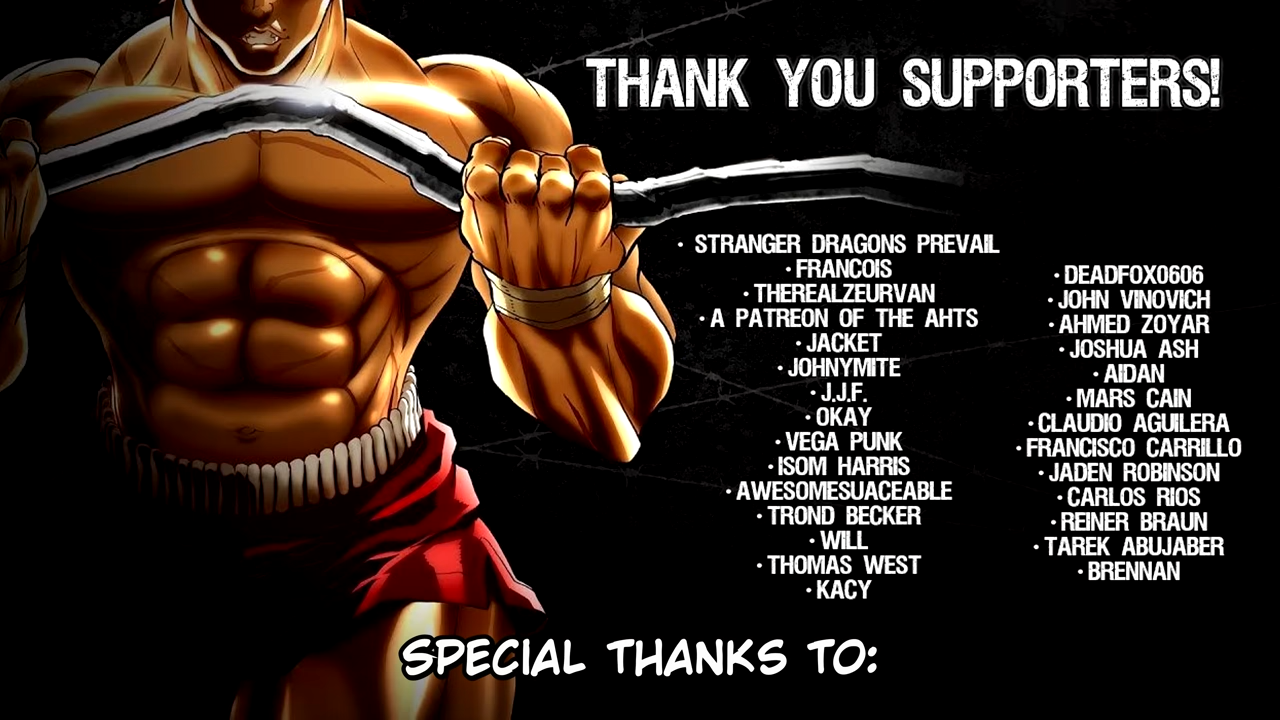 THANK YOU SUPPORTERS!
• STRANGER DRAGONS PREVAIL
• FRANCOIS
• THEREALZEURVAN
• A PATREON OF THE AHTS
• JACKET
• JOHNYMITE
• J.J.F.
• OKAY
• VEGA PUNK
• ISOM HARRIS
• AWESOMESUACEABLE
• TROND BECKER
• WILL
• THOMAS WEST
• KACY
• DEADFOX0606
• JOHN VINOVICH
• AHMED ZOYAR
• JOSHUA ASH
• AIDAN
• MARS CAIN
• CLAUDIO AGUILERA
• FRANCISCO CARRILLO
• JADEN ROBINSON
• CARLOS RIOS
• REINER BRAUN
• TAREK ABUJABER
• BRENNAN
SPECIAL THANKS TO: